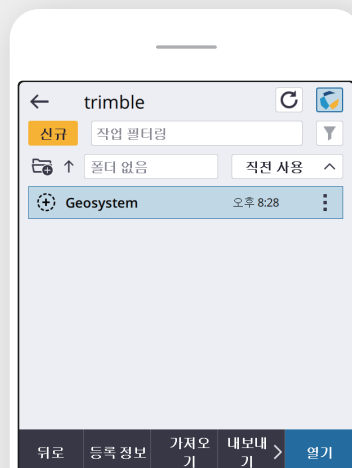 trimble
신규 작업 필터링
폴더 없음 직전 사용
Geosystem 오후 8:28
뒤로 등록 정보 가져오기 내보내기 열기